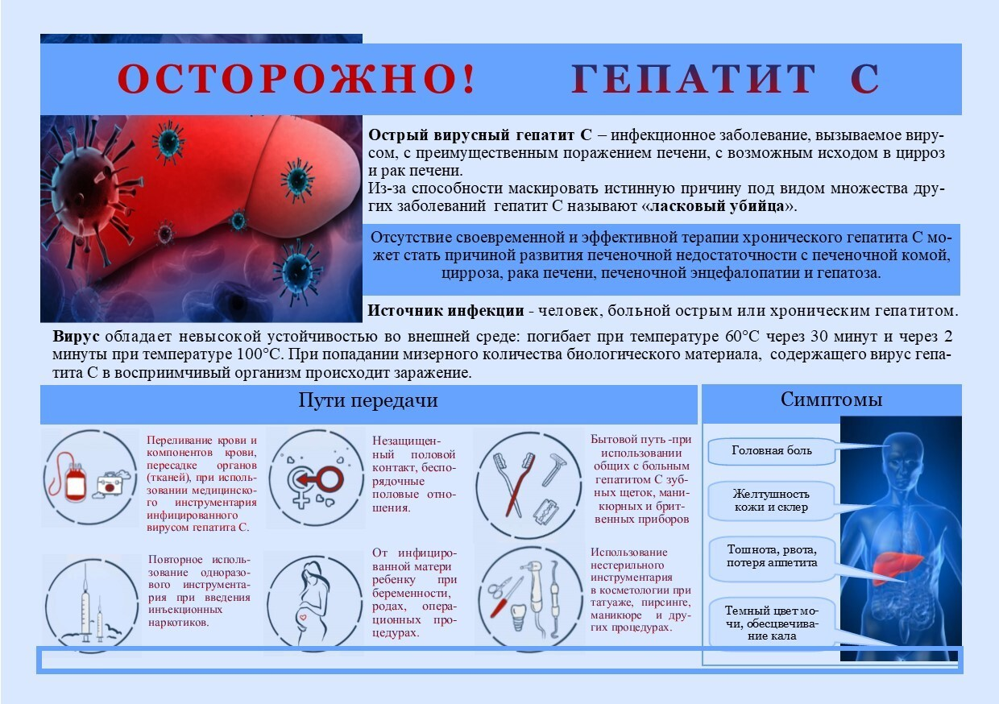 ОСТОРОЖНО! ГЕПАТИТ С
Острый вирусный гепатит С – инфекционное заболевание, вызываемое виру-
сом, с преимущественным поражением печени, с возможным исходом в цирроз
и рак печени.
Из-за способности маскировать истинную причину под видом множества дру-
гих заболеваний гепатит С называют «ласковый убийца».
Отсутствие своевременной и эффективной терапии хронического гепатита С мо-
жет стать причиной развития печеночной недостаточности с печеночной комой,
цирроза, рака печени, печеночной энцефалопатии и гепатоза.
Источник инфекции - человек, больной острым или хроническим гепатитом.
Вирус обладает невысокой устойчивостью во внешней среде: погибает при температуре 60°С через 30 минут и через 2
минуты при температуре 100°С. При попадании мизерного количества биологического материала, содержащего вирус гепа-
тита С в восприимчивый организм происходит заражение.
Пути передачи
Переливание крови и
компонентов крови,
пересадке органов
(тканей), при исполь-
зовании медицинско-
го инструментария
инфицированного
вирусом гепатита С.
Незащищен-
ный половой
контакт, беспо-
рядочные
половые отно-
шения.
Бытовой путь -при
использовании
общих с больным
гепатитом С зуб-
ных щеток, мани-
кюрных и брит-
венных приборов
Повторное исполь-
зование одноразо-
вого инструмента-
рия при введения
инъекционных
наркотиков.
От инфициро-
ванной матери
ребенку при
беременности,
родах, опера-
ционных про-
цедурах.
Использование
нестерильного
инструментария
в косметологии при
татуаже, пирсинге,
маникюре и дру-
гих процедурах.
Симптомы
Головная боль
Желтушность
кожи и склер
Тошнота, рвота,
потеря аппетита
Темный цвет мо-
чи, обесцвечива-
ние кала